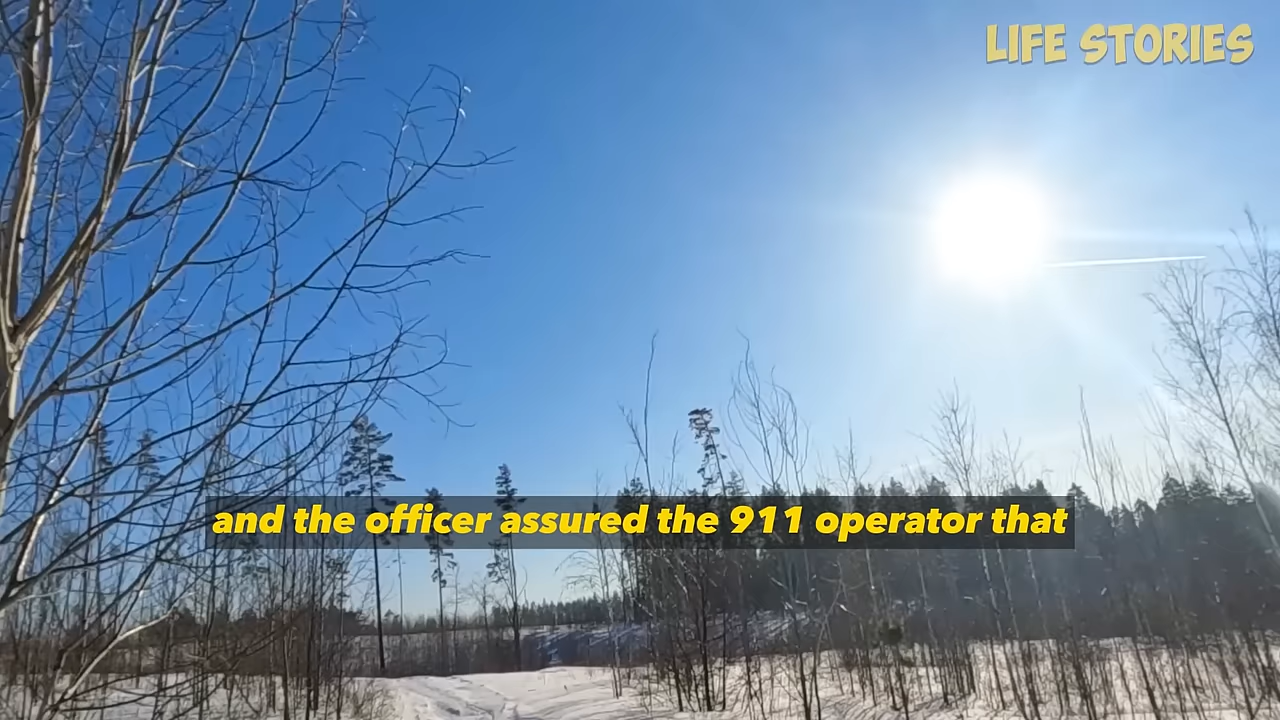 LIFE STORIES
and the officer assured the 911 operator that